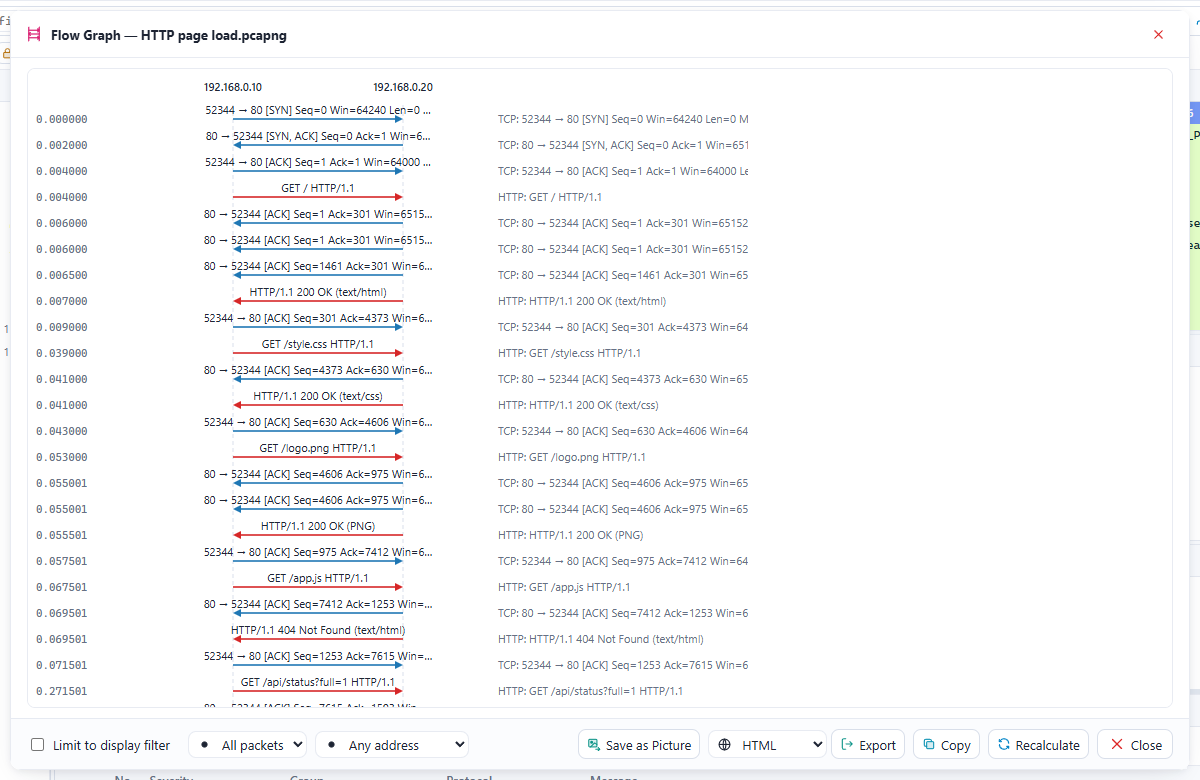 Flow Graph — HTTP page load.pcapng
192.168.0.10 192.168.0.20
0.000000 52344 → 80 [SYN] Seq=0 Win=64240 Len=0 ... TCP: 52344 → 80 [SYN] Seq=0 Win=64240 Len=0 M
0.002000 80 → 52344 [SYN, ACK] Seq=0 Ack=1 Win=6... TCP: 80 → 52344 [SYN, ACK] Seq=0 Ack=1 Win=651
0.004000 52344 → 80 [ACK] Seq=1 Ack=1 Win=64000 ... TCP: 52344 → 80 [ACK] Seq=1 Ack=1 Win=64000 Le
0.004000 GET / HTTP/1.1 HTTP: GET / HTTP/1.1
0.006000 80 → 52344 [ACK] Seq=1 Ack=301 Win=6515... TCP: 80 → 52344 [ACK] Seq=1 Ack=301 Win=65152
0.006000 80 → 52344 [ACK] Seq=1 Ack=301 Win=6515... TCP: 80 → 52344 [ACK] Seq=1 Ack=301 Win=65152
0.006500 80 → 52344 [ACK] Seq=1461 Ack=301 Win=6... TCP: 80 → 52344 [ACK] Seq=1461 Ack=301 Win=65
0.007000 HTTP/1.1 200 OK (text/html) HTTP: HTTP/1.1 200 OK (text/html)
0.009000 52344 → 80 [ACK] Seq=301 Ack=4373 Win=6... TCP: 52344 → 80 [ACK] Seq=301 Ack=4373 Win=64
0.039000 GET /style.css HTTP/1.1 HTTP: GET /style.css HTTP/1.1
0.041000 80 → 52344 [ACK] Seq=4373 Ack=630 Win=6... TCP: 80 → 52344 [ACK] Seq=4373 Ack=630 Win=65
0.041000 HTTP/1.1 200 OK (text/css) HTTP: HTTP/1.1 200 OK (text/css)
0.043000 52344 → 80 [ACK] Seq=630 Ack=4606 Win=6... TCP: 52344 → 80 [ACK] Seq=630 Ack=4606 Win=64
0.053000 GET /logo.png HTTP/1.1 HTTP: GET /logo.png HTTP/1.1
0.055001 80 → 52344 [ACK] Seq=4606 Ack=975 Win=6... TCP: 80 → 52344 [ACK] Seq=4606 Ack=975 Win=65
0.055001 80 → 52344 [ACK] Seq=4606 Ack=975 Win=6... TCP: 80 → 52344 [ACK] Seq=4606 Ack=975 Win=65
0.055501 HTTP/1.1 200 OK (PNG) HTTP: HTTP/1.1 200 OK (PNG)
0.057501 52344 → 80 [ACK] Seq=975 Ack=7412 Win=6... TCP: 52344 → 80 [ACK] Seq=975 Ack=7412 Win=64
0.067501 GET /app.js HTTP/1.1 HTTP: GET /app.js HTTP/1.1
0.069501 80 → 52344 [ACK] Seq=7412 Ack=1253 Win=... TCP: 80 → 52344 [ACK] Seq=7412 Ack=1253 Win=6
0.069501 HTTP/1.1 404 Not Found (text/html) HTTP: HTTP/1.1 404 Not Found (text/html)
0.071501 52344 → 80 [ACK] Seq=1253 Ack=7615 Win=... TCP: 52344 → 80 [ACK] Seq=1253 Ack=7615 Win=6
0.271501 GET /api/status?full=1 HTTP/1.1 HTTP: GET /api/status?full=1 HTTP/1.1
Limit to display filter All packets Any address Save as Picture HTML Export Copy Recalculate Close